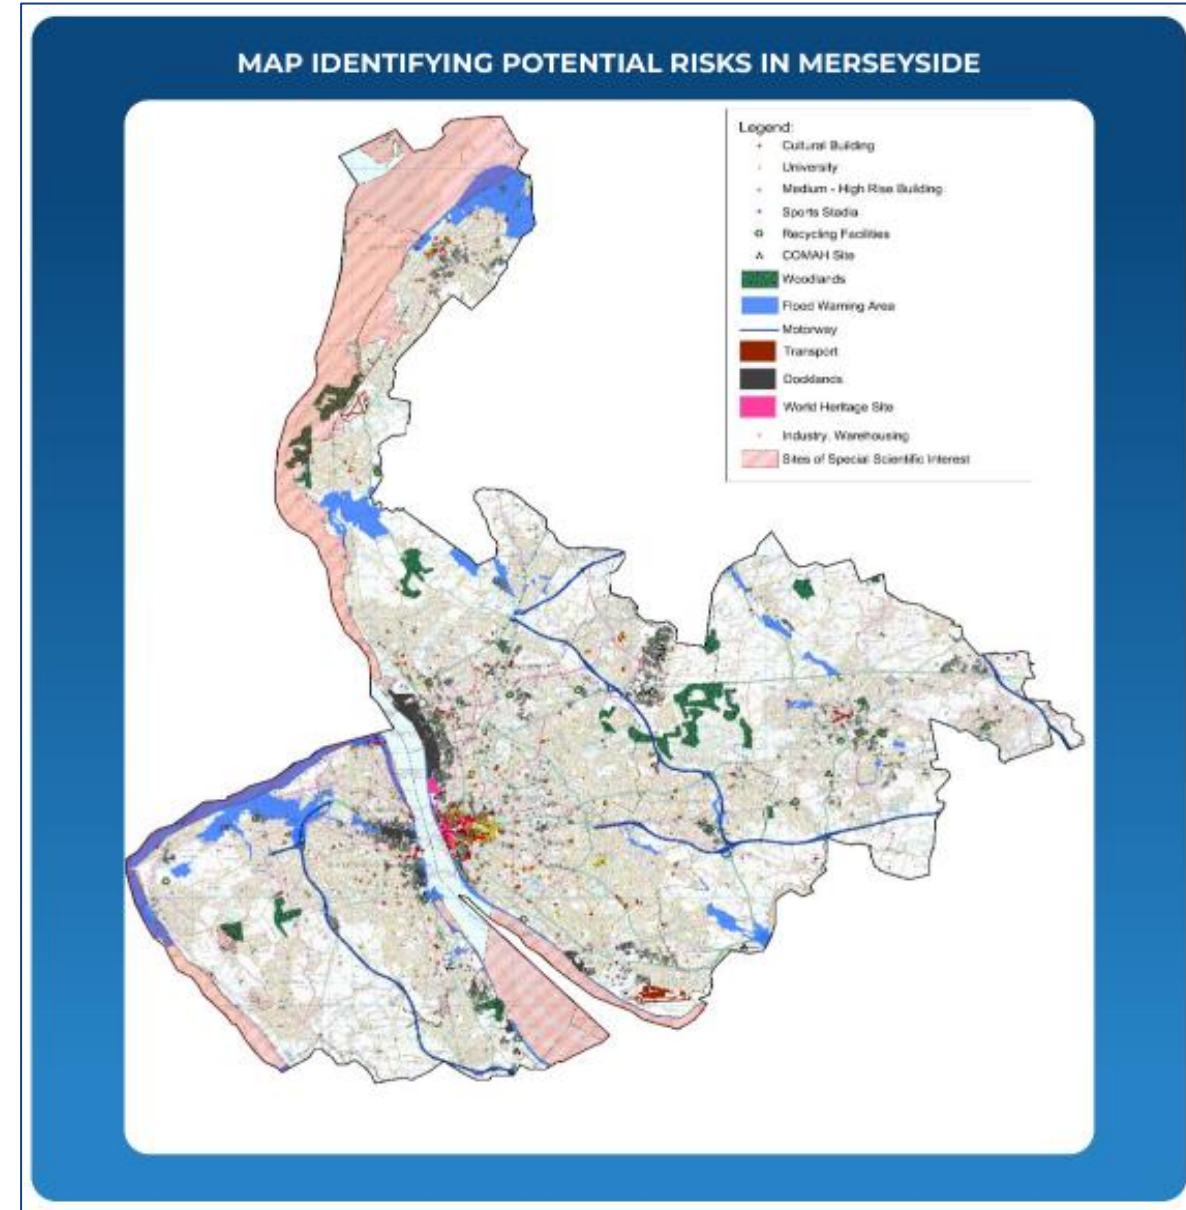 MAP IDENTIFYING POTENTIAL RISKS IN MERSEYSIDE
Legend:
Cultural Building
University
Medium - High Rise Building
Sports Stadia
Recycling Facilities
COMAH Site
Woodlands
Flood Warning Area
Motorway
Transport
Docklands
World Heritage Site
Industry, Warehousing
Sites of Special Scientific Interest